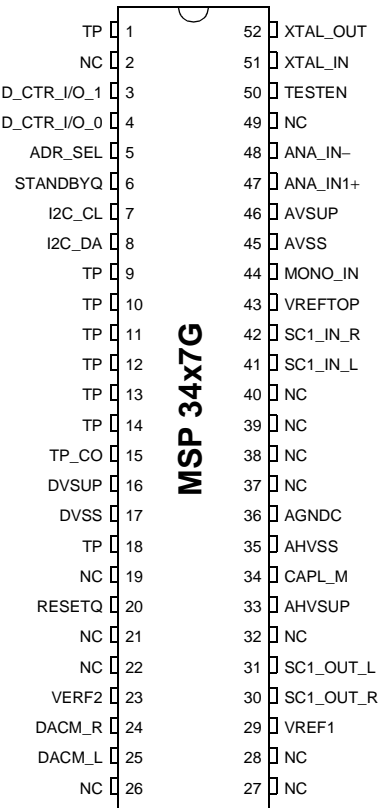 TP 1 52 XTAL_OUT
NC 2 51 XTAL_IN
D_CTR_I/O_1 3 50 TESTEN
D_CTR_I/O_0 4 49 NC
ADR_SEL 5 48 ANA_IN−
STANDBYQ 6 47 ANA_IN1+
I2C_CL 7 46 AVSUP
I2C_DA 8 45 AVSS
TP 9 44 MONO_IN
TP 10 43 VREFTOP
TP 11 42 SC1_IN_R
TP 12 41 SC1_IN_L
TP 13 40 NC
TP 14 39 NC
TP_CO 15 38 NC
DVSUP 16 37 NC
DVSS 17 36 AGNDC
TP 18 35 AHVSS
NC 19 34 CAPL_M
RESETQ 20 33 AHVSUP
NC 21 32 NC
NC 22 31 SC1_OUT_L
VERF2 23 30 SC1_OUT_R
DACM_R 24 29 VREF1
DACM_L 25 28 NC
NC 26 27 NC
MSP 34x7G